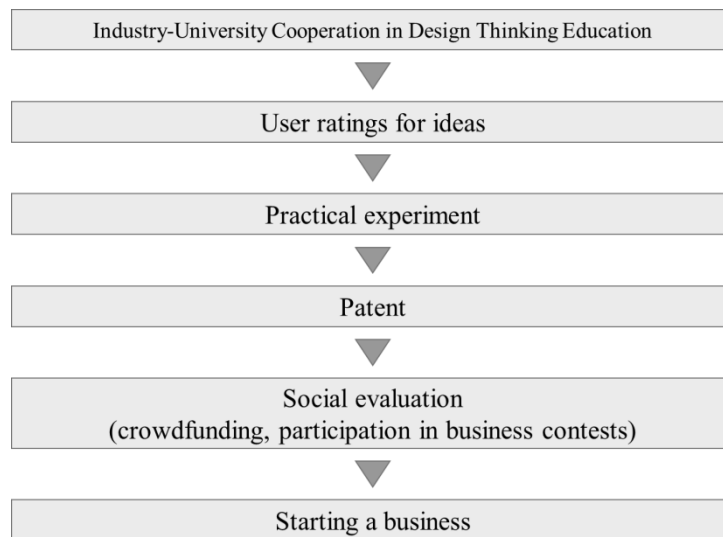 Industry-University Cooperation in Design Thinking Education
User ratings for ideas
Practical experiment
Patent
Social evaluation
(crowdfunding, participation in business contests)
Starting a business